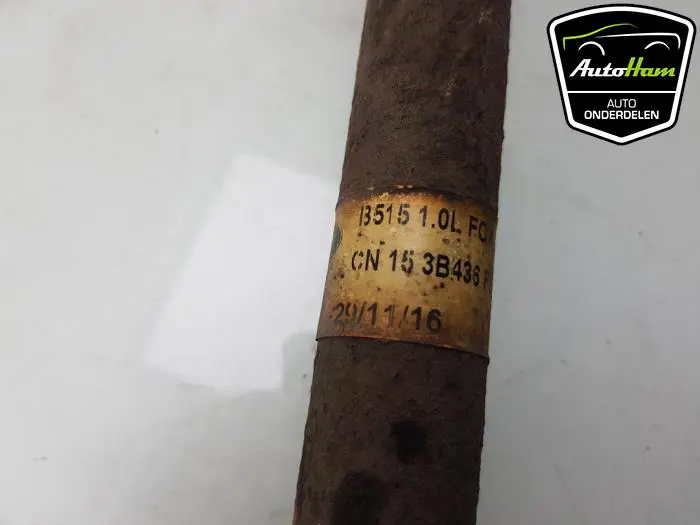 AutoHam
AUTO
ONDERDELEN
B515 1.0L FO
CN 15 3B436
29/11/16